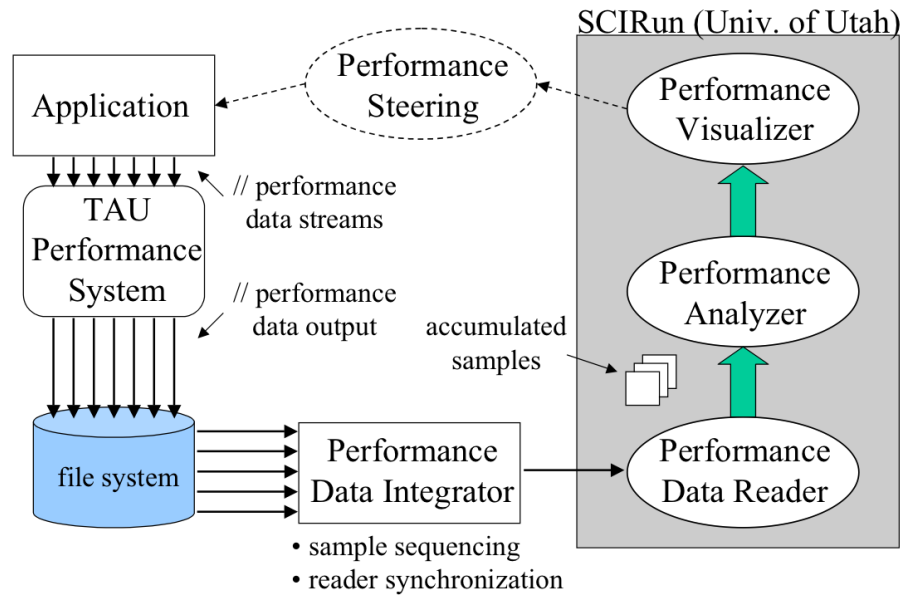 SCIRun (Univ. of Utah)
Performance
Steering
Performance
Visualizer
Application
// performance
data streams
TAU
Performance
System
// performance
data output
Performance
Analyzer
accumulated
samples
file system
Performance
Data Integrator
Performance
Data Reader
• sample sequencing
• reader synchronization